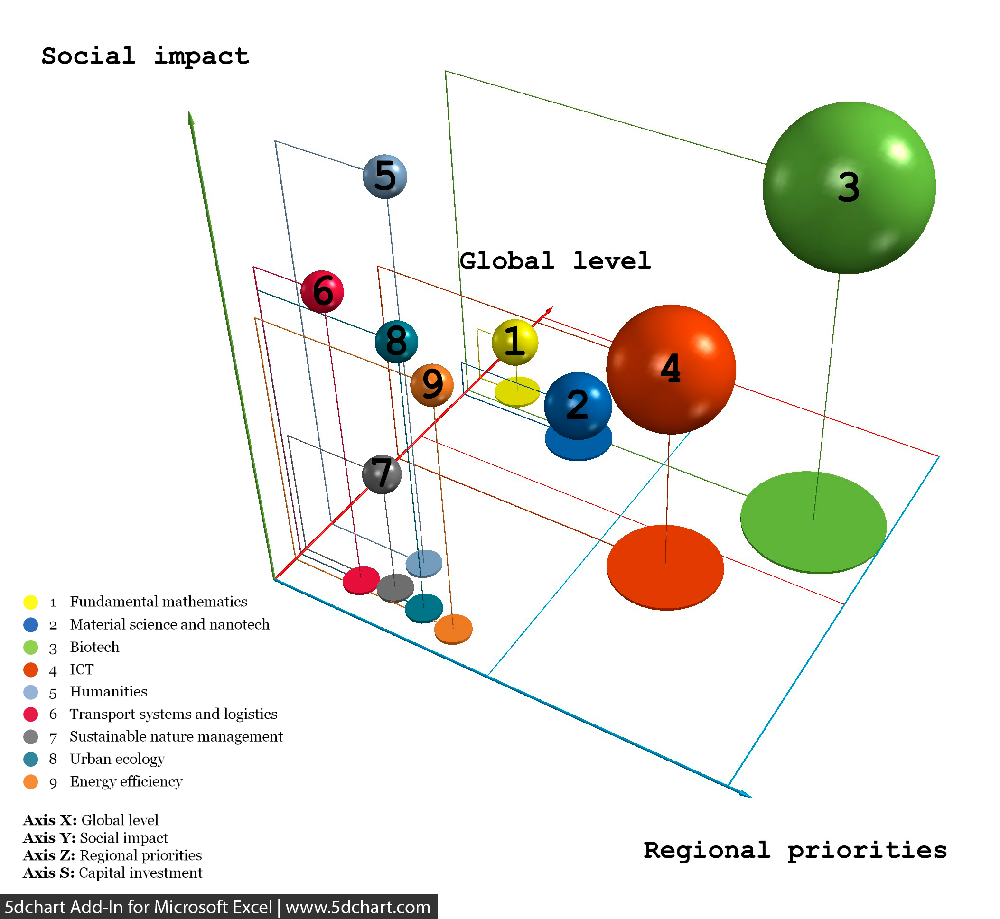 Social impact
3
5
Global level
6
1
8
4
9
2
7
1 Fundamental mathematics
2 Material science and nanotech
3 Biotech
4 ICT
5 Humanities
6 Transport systems and logistics
7 Sustainable nature management
8 Urban ecology
9 Energy efficiency
Axis X: Global level
Axis Y: Social impact
Axis Z: Regional priorities
Axis S: Capital investment
Regional priorities
5dchart Add-In for Microsoft Excel | www.5dchart.com